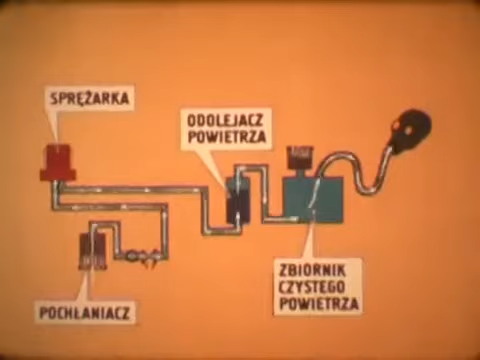 SPRĘŻARKA
ODOLEJACZ
POWIETRZA
ZBIORNIK
CZYSTEGO
POWIETRZA
POCHŁANIACZ